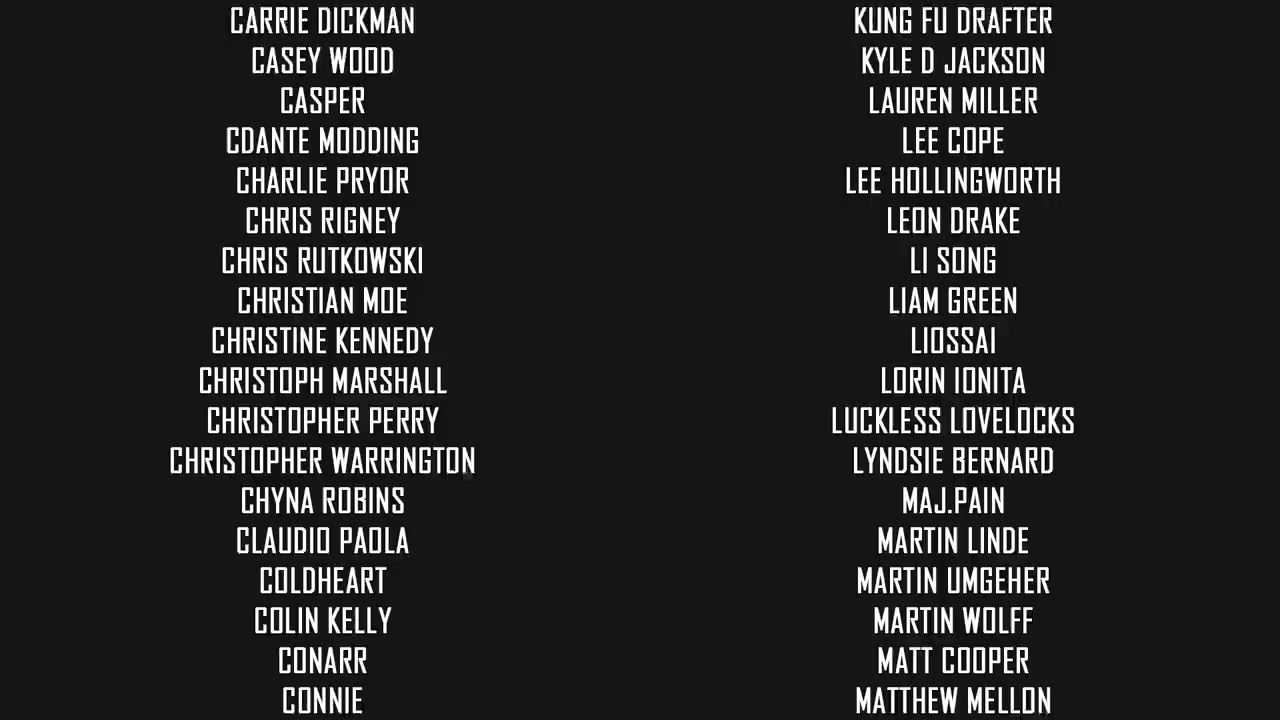 CARRIE DICKMAN
CASEY WOOD
CASPER
CDANTE MODDING
CHARLIE PRYOR
CHRIS RIGNEY
CHRIS RUTKOWSKI
CHRISTIAN MOE
CHRISTINE KENNEDY
CHRISTOPH MARSHALL
CHRISTOPHER PERRY
CHRISTOPHER WARRINGTON
CHYNA ROBINS
CLAUDIO PAOLA
COLDHEART
COLIN KELLY
CONARR
CONNIE
KUNG FU DRAFTER
KYLE D JACKSON
LAUREN MILLER
LEE COPE
LEE HOLLINGWORTH
LEON DRAKE
LI SONG
LIAM GREEN
LIOSSAI
LORIN IONITA
LUCKLESS LOVELOCKS
LYNDSIE BERNARD
MAJ.PAIN
MARTIN LINDE
MARTIN UMGEHER
MARTIN WOLFF
MATT COOPER
MATTHEW MELLON